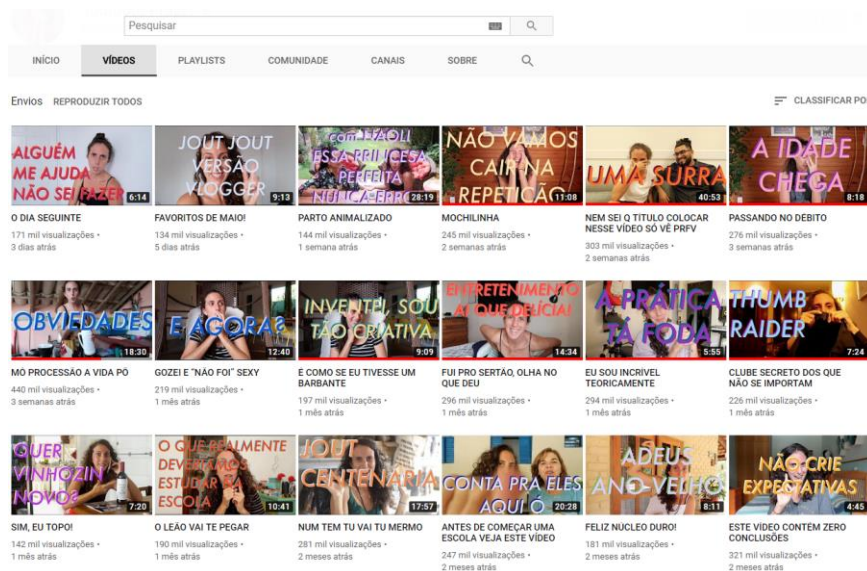 Pesquisar
INÍCIO VÍDEOS PLAYLISTS COMUNIDADE CANAIS SOBRE
Envios REPRODUZIR TODOS CLASSIFICAR PO
ALGUÉM
ME AJUDA
NÃO SEI FAZER
6:14
O DIA SEGUINTE
171 mil visualizações •
3 dias atrás
JOUT JOUT
VERSÃO
VLOGGER
9:13
FAVORITOS DE MAIO!
134 mil visualizações •
5 dias atrás
com
ESSA
PERFEITA
NUNCA
28:19
PARTO ANIMALIZADO
144 mil visualizações •
1 semana atrás
NÃO VAMOS
CAIR NA
REPETIÇÃO
11:08
MOCHILINHA
245 mil visualizações •
2 semanas atrás
UMA SURRA
40:53
NEM SEI Q TÍTULO COLOCAR
NESSE VÍDEO SÓ VÊ PRFV
303 mil visualizações •
2 semanas atrás
A IDADE
CHEGA
8:18
PASSANDO NO DÉBITO
276 mil visualizações •
3 semanas atrás
OBVIEDADES
18:30
MÓ PROCESSÃO A VIDA PÔ
440 mil visualizações •
3 semanas atrás
E AGORA?
12:40
GOZEI E "NÃO FOI" SEXY
219 mil visualizações •
1 mês atrás
INVENTEI, SOU
TÃO CRIATIVA
9:09
É COMO SE EU TIVESSE UM
BARBANTE
197 mil visualizações •
1 mês atrás
ENTRETENIMENTO
AI QUE DELÍCIA!
14:34
FUI PRO SERTÃO, OLHA NO
QUE DEU
296 mil visualizações •
1 mês atrás
A PRÁTICA
TÁ FODA
5:55
EU SOU INCRÍVEL
TEORICAMENTE
294 mil visualizações •
1 mês atrás
THUMB
RAIDER
7:24
CLUBE SECRETO DOS QUE
NÃO SE IMPORTAM
226 mil visualizações •
1 mês atrás
QUER
VINHOZIN
NOVO?
7:20
SIM, EU TOPO!
142 mil visualizações •
1 mês atrás
O QUE REALMENTE
DEVERÍAMOS
ESTUDAR NA
ESCOLA
10:41
O LEÃO VAI TE PEGAR
190 mil visualizações •
1 mês atrás
JOUT
CENTENÁRIA
17:57
NUM TEM TU VAI TU MERMO
281 mil visualizações •
2 meses atrás
CONTA PRA ELES
AQUI Ó
20:28
ANTES DE COMEÇAR UMA
ESCOLA VEJA ESTE VÍDEO
247 mil visualizações •
2 meses atrás
ADEUS
ANO-VELHO
8:11
FELIZ NÚCLEO DURO!
181 mil visualizações •
2 meses atrás
NÃO CRIE
EXPECTATIVAS
4:45
ESTE VÍDEO CONTÉM ZERO
CONCLUSÕES
321 mil visualizações •
2 meses atrás